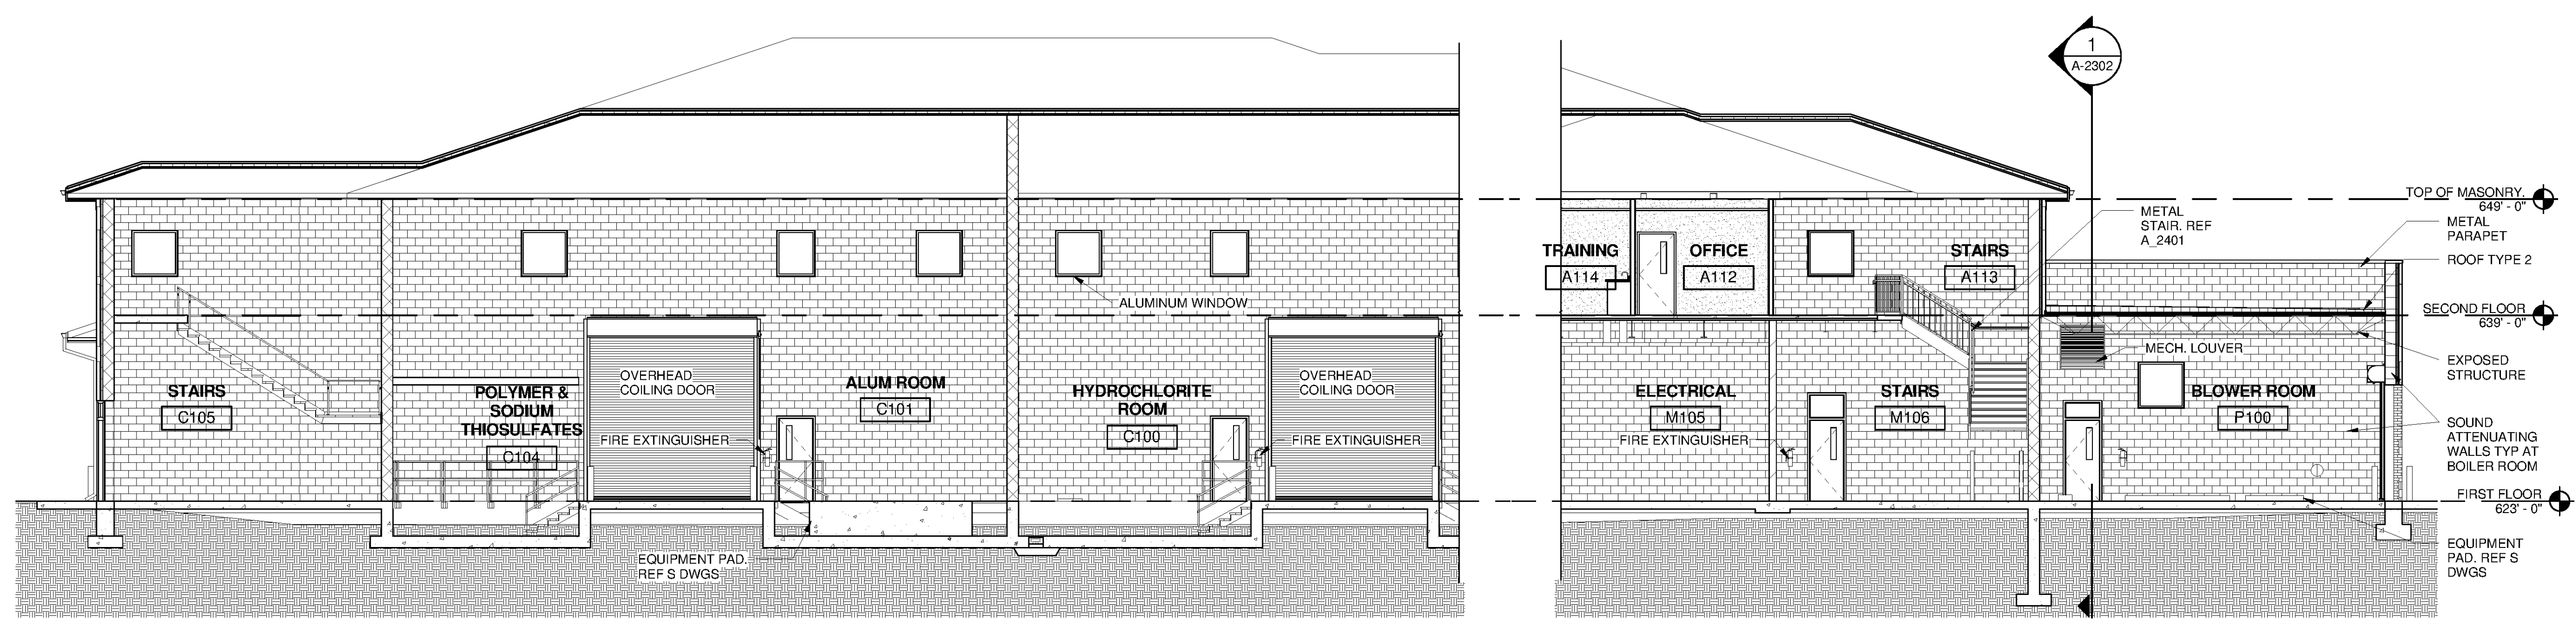 1
A-2302
TOP OF MASONRY.
649' - 0"
METAL
STAIR. REF
A_2401
METAL
PARAPET
ROOF TYPE 2
TRAINING
A114
OFFICE
A112
STAIRS
A113
ALUMINUM WINDOW
SECOND FLOOR
639' - 0"
MECH. LOUVER
EXPOSED
STRUCTURE
STAIRS
C105
POLYMER &
SODIUM
THIOSULFATES
C104
OVERHEAD
COILING DOOR
FIRE EXTINGUISHER
ALUM ROOM
C101
HYDROCHLORITE
ROOM
C100
OVERHEAD
COILING DOOR
FIRE EXTINGUISHER
ELECTRICAL
M105
FIRE EXTINGUISHER
STAIRS
M106
BLOWER ROOM
P100
SOUND
ATTENUATING
WALLS TYP AT
BOILER ROOM
FIRST FLOOR
623' - 0"
EQUIPMENT PAD.
REF S DWGS
EQUIPMENT
PAD. REF S
DWGS